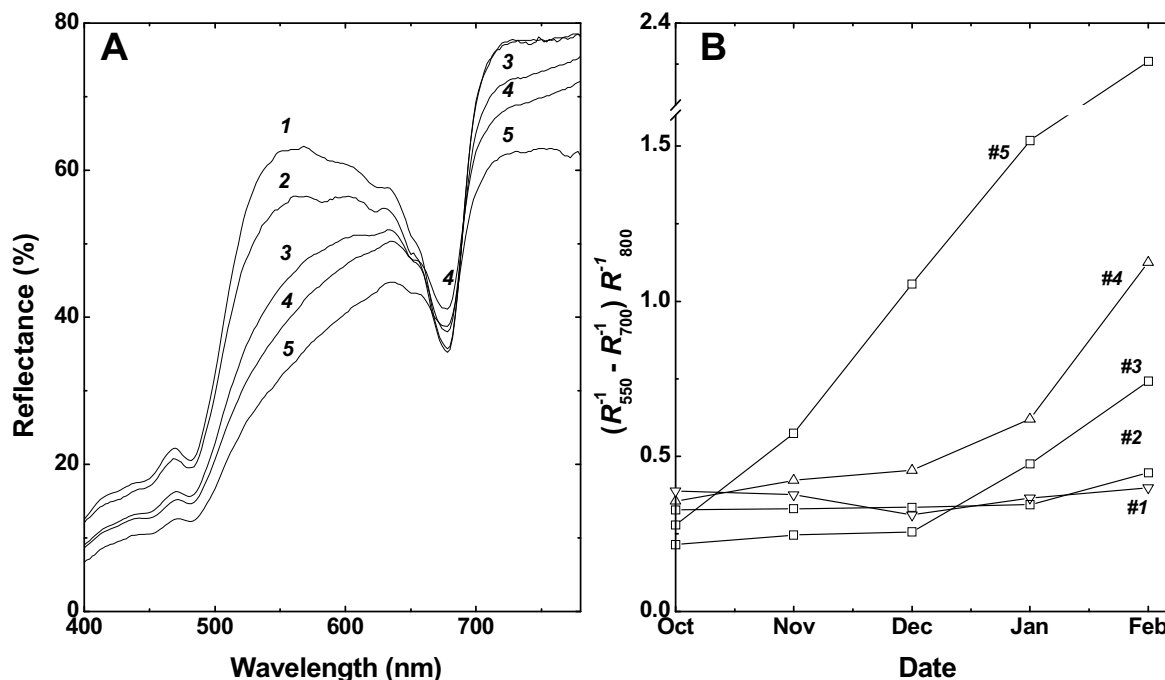 A
80
60
40
20
0
Reflectance (%)
1
2
3
4
5
4
3
4
5
400
500
600
700
Wavelength (nm)
B
2.4
1.5
1.0
0.5
0.0
(R⁻¹₅₅₀ - R⁻¹₇₀₀) R⁻¹₈₀₀
#5
#4
#3
#2
#1
Oct
Nov
Dec
Jan
Feb
Date